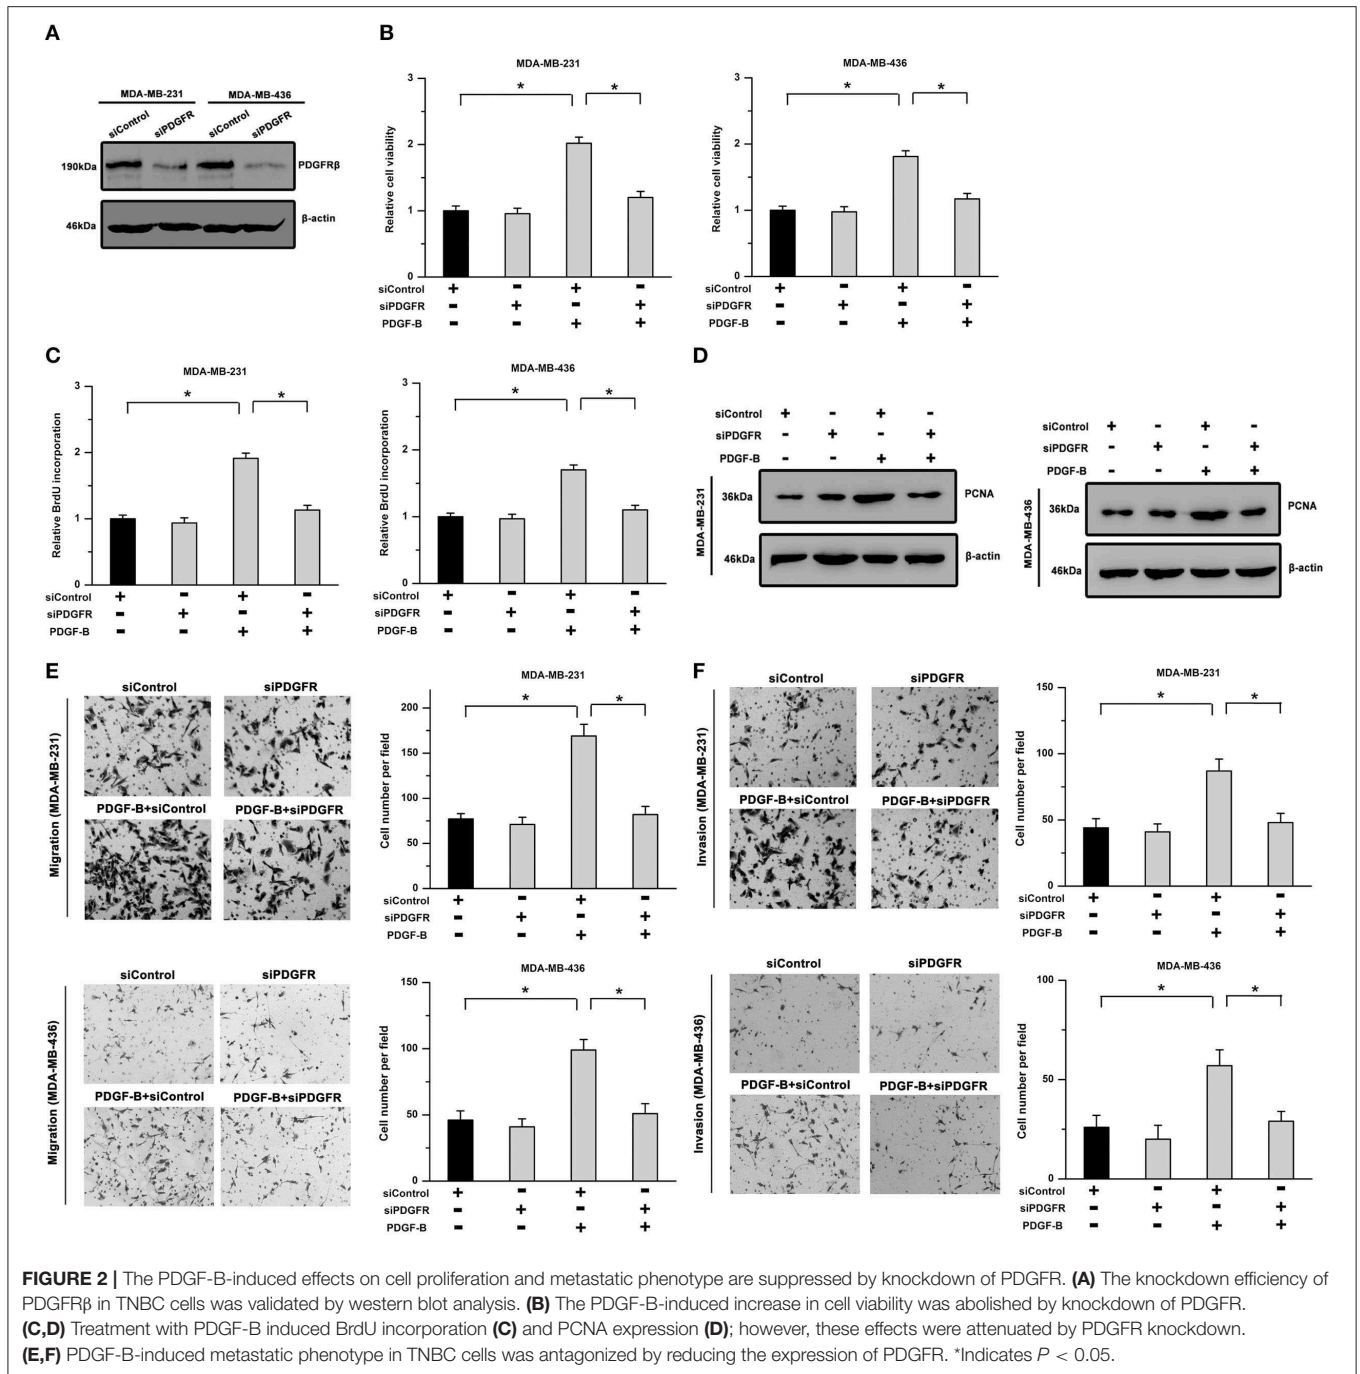 A
MDA-MB-231 MDA-MB-436
siControl siPDGFR siControl siPDGFR
190kDa PDGFRβ
46kDa β-actin
B
MDA-MB-231
Relative cell viability
3
2
1
0
siControl + - + -
siPDGFR - + - +
PDGF-B - - + +
* *
MDA-MB-436
Relative cell viability
3
2
1
0
siControl + - + -
siPDGFR - + - +
PDGF-B - - + +
* *
C
MDA-MB-231
Relative BrdU incorporation
3
2
1
0
siControl + - + -
siPDGFR - + - +
PDGF-B - - + +
* *
MDA-MB-436
Relative BrdU incorporation
3
2
1
0
siControl + - + -
siPDGFR - + - +
PDGF-B - - + +
* *
D
MDA-MB-231
siControl + - + -
siPDGFR - + - +
PDGF-B - - + +
36kDa PCNA
46kDa β-actin
MDA-MB-436
siControl + - + -
siPDGFR - + - +
PDGF-B - - + +
36kDa PCNA
46kDa β-actin
E
Migration (MDA-MB-231)
siControl siPDGFR
PDGF-B+siControl PDGF-B+siPDGFR
MDA-MB-231
Cell number per field
200
150
100
50
0
siControl + - + -
siPDGFR - + - +
PDGF-B - - + +
* *
Migration (MDA-MB-436)
siControl siPDGFR
PDGF-B+siControl PDGF-B+siPDGFR
MDA-MB-436
Cell number per field
150
100
50
0
siControl + - + -
siPDGFR - + - +
PDGF-B - - + +
* *
F
Invasion (MDA-MB-231)
siControl siPDGFR
PDGF-B+siControl PDGF-B+siPDGFR
MDA-MB-231
Cell number per field
150
100
50
0
siControl + - + -
siPDGFR - + - +
PDGF-B - - + +
* *
Invasion (MDA-MB-436)
siControl siPDGFR
PDGF-B+siControl PDGF-B+siPDGFR
MDA-MB-436
Cell number per field
100
50
0
siControl + - + -
siPDGFR - + - +
PDGF-B - - + +
* *
FIGURE 2 | The PDGF-B-induced effects on cell proliferation and metastatic phenotype are suppressed by knockdown of PDGFR. (A) The knockdown efficiency of
PDGFRβ in TNBC cells was validated by western blot analysis. (B) The PDGF-B-induced increase in cell viability was abolished by knockdown of PDGFR.
(C,D) Treatment with PDGF-B induced BrdU incorporation (C) and PCNA expression (D); however, these effects were attenuated by PDGFR knockdown.
(E,F) PDGF-B-induced metastatic phenotype in TNBC cells was antagonized by reducing the expression of PDGFR. *Indicates P < 0.05.